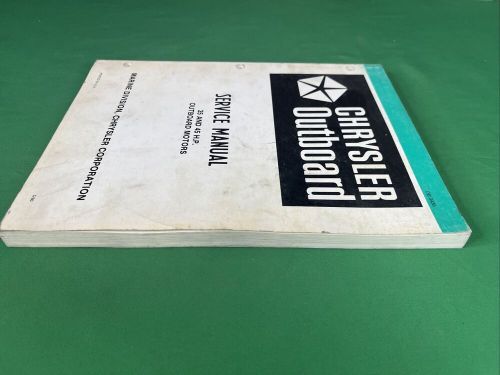 CHRYSLER
Outboard
SERVICE MANUAL
35 AND 45 H.P.
OUTBOARD MOTORS
MARINE DIVISION, CHRYSLER CORPORATION